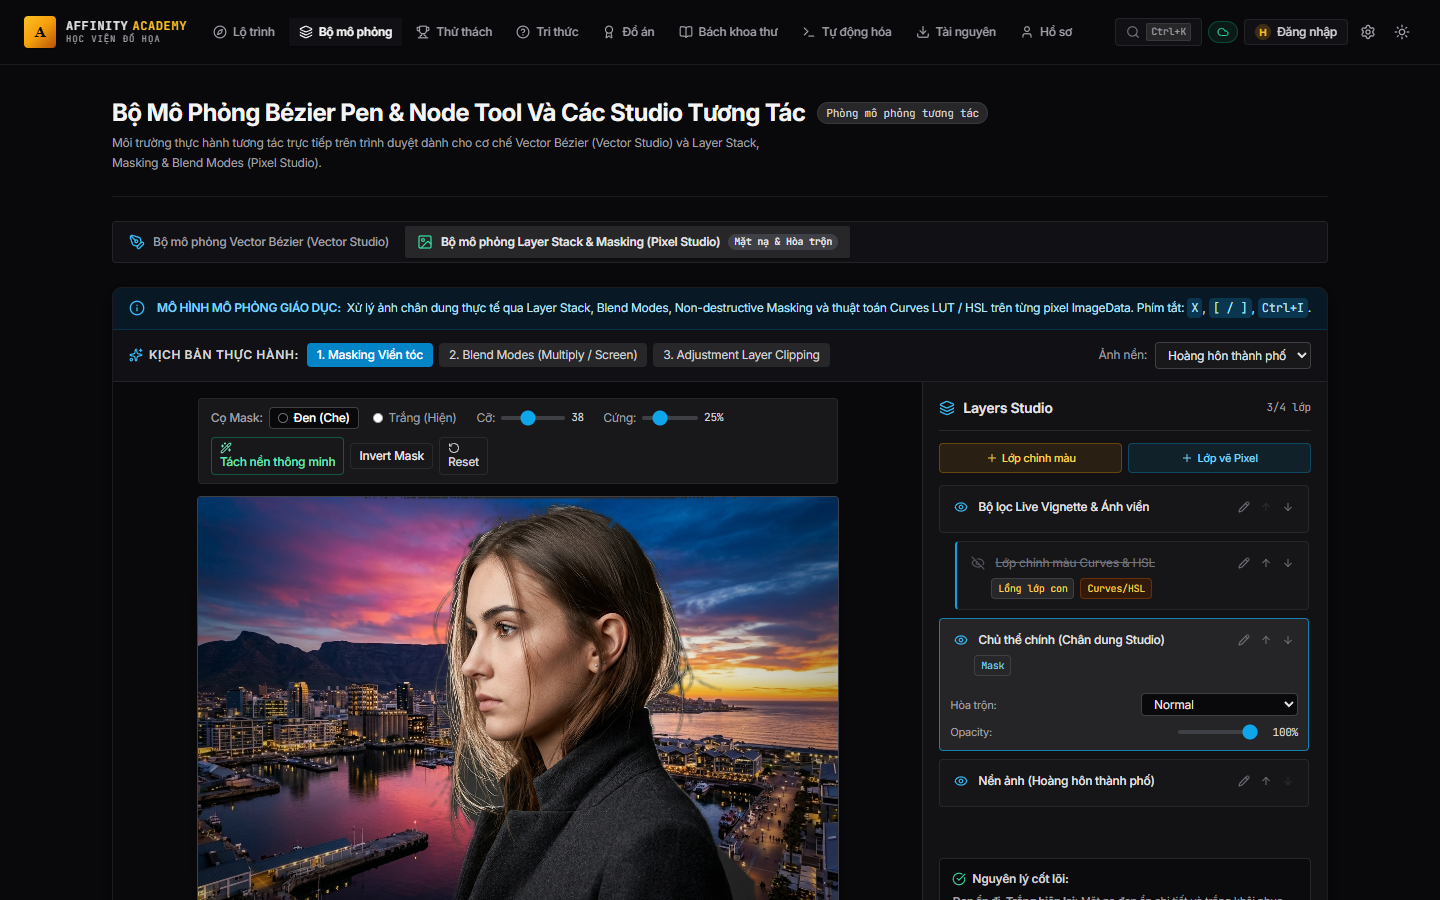 A
AFFINITY ACADEMY
HỌC VIỆN ĐỒ HỌA
Lộ trình
Bộ mô phỏng
Thử thách
Tri thức
Đồ án
Bách khoa thư
Tự động hóa
Tài nguyên
Hồ sơ
Ctrl+K
H
Đăng nhập
Bộ Mô Phỏng Bézier Pen & Node Tool Và Các Studio Tương Tác
Phòng mô phỏng tương tác
Môi trường thực hành tương tác trực tiếp trên trình duyệt dành cho cơ chế Vector Bézier (Vector Studio) và Layer Stack,
Masking & Blend Modes (Pixel Studio).
Bộ mô phỏng Vector Bézier (Vector Studio)
Bộ mô phỏng Layer Stack & Masking (Pixel Studio)
Mặt nạ & Hòa trộn
MÔ HÌNH MÔ PHỎNG GIÁO DỤC: Xử lý ảnh chân dung thực tế qua Layer Stack, Blend Modes, Non-destructive Masking và thuật toán Curves LUT / HSL trên từng pixel ImageData. Phím tắt: X, [ / ], Ctrl+I.
KỊCH BẢN THỰC HÀNH:
1. Masking Viền tóc
2. Blend Modes (Multiply / Screen)
3. Adjustment Layer Clipping
Ảnh nền:
Hoàng hôn thành phố
Cọ Mask:
Đen (Che)
Trắng (Hiện)
Cỡ:
38
Cứng:
25%
Tách nền thông minh
Invert Mask
Reset
Layers Studio
3/4 lớp
+ Lớp chỉnh màu
+ Lớp vẽ Pixel
Bộ lọc Live Vignette & Ánh viền
Lớp chỉnh màu Curves & HSL
Lồng lớp con
Curves/HSL
Chủ thể chính (Chân dung Studio)
Mask
Hòa trộn:
Normal
Opacity:
100%
Nền ảnh (Hoàng hôn thành phố)
Nguyên lý cốt lõi: